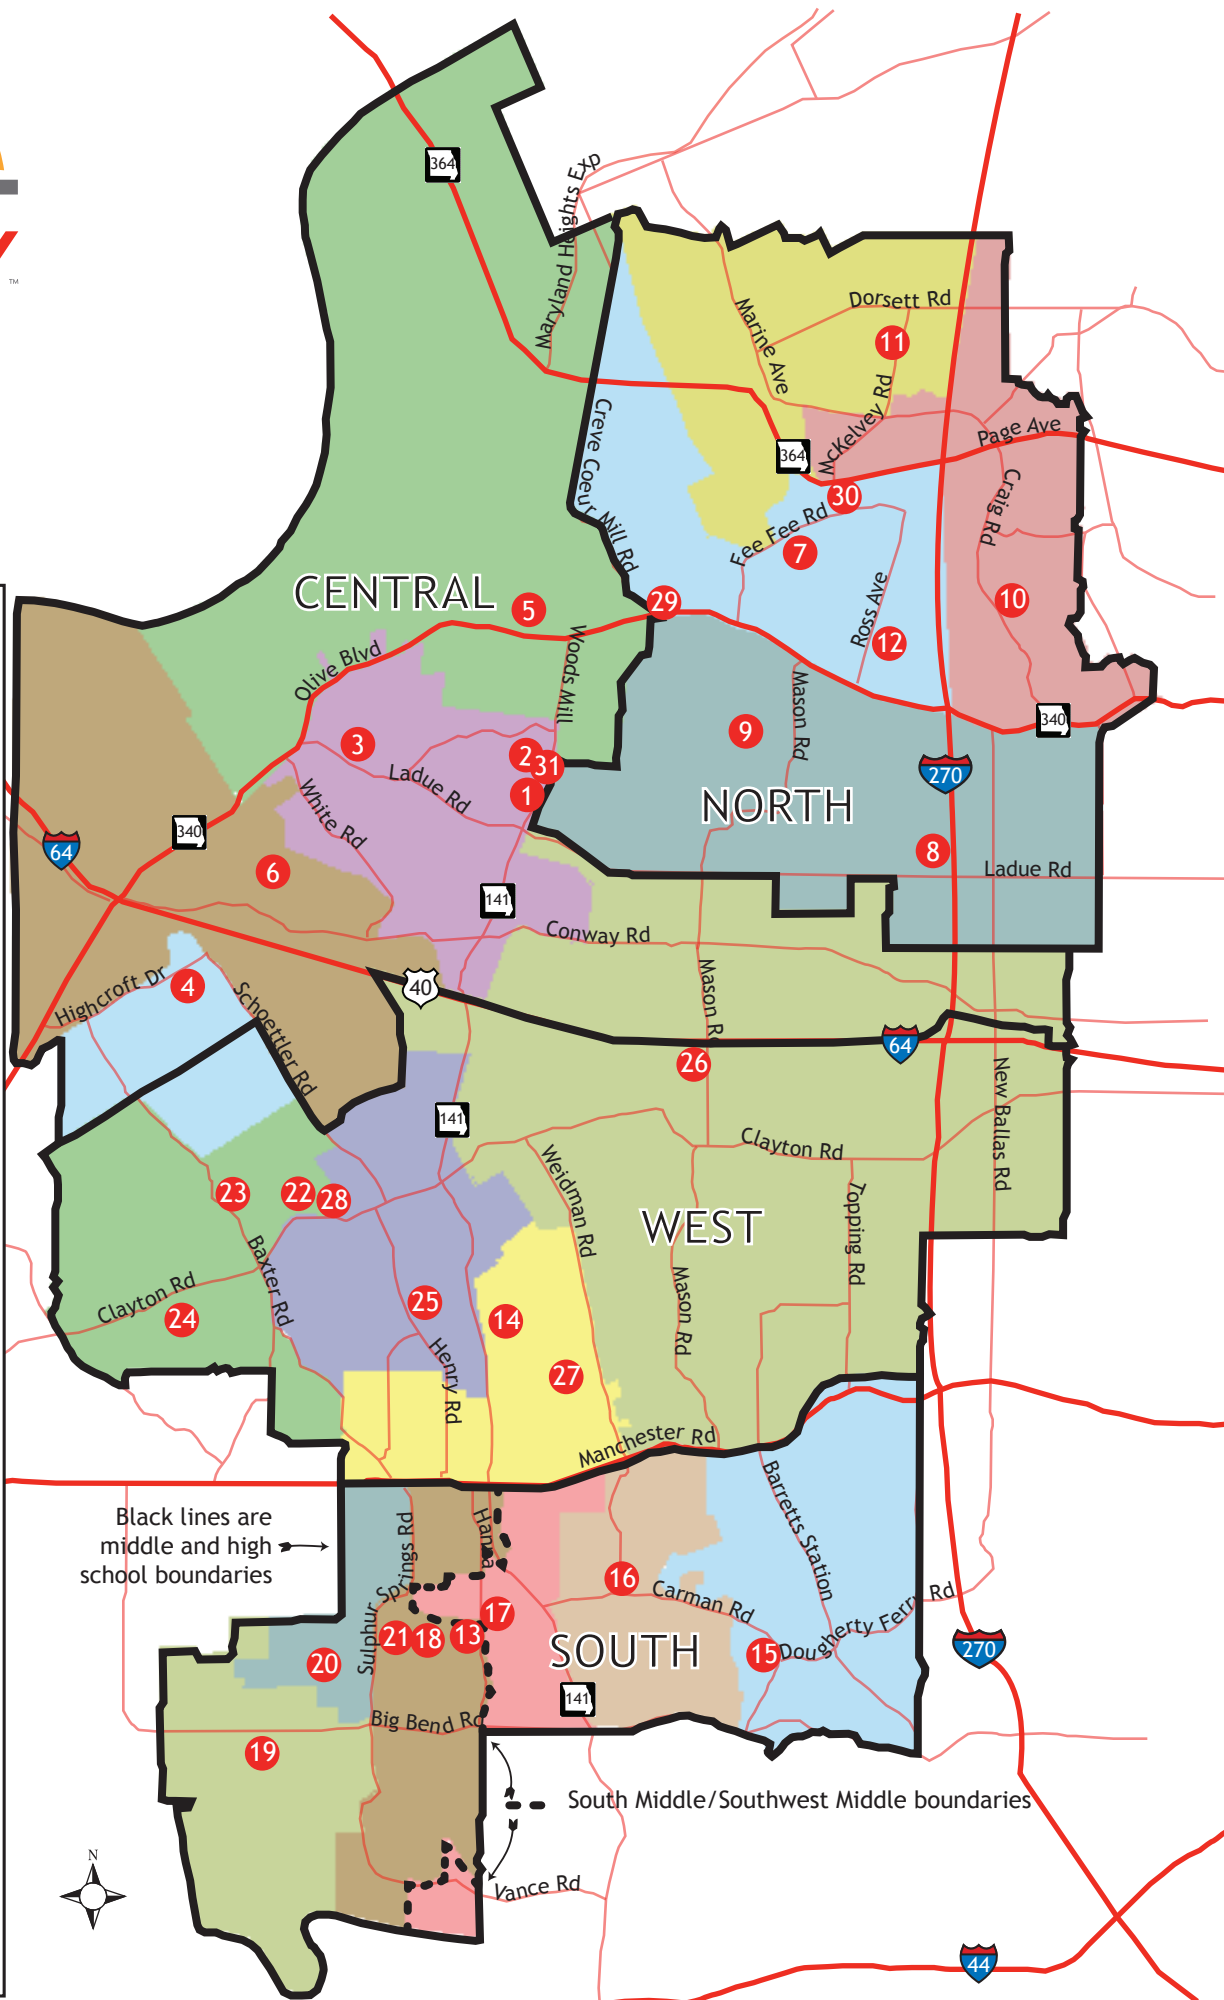 TM
364
Maryland Heights Exp
Marine Ave
Dorsett Rd
11
McKelvey Rd
Page Ave
364
Creve Coeur Mill Rd
Craig Rd
30
Fee Fee Rd
7
CENTRAL
5
29
Ross Ave
10
12
Olive Blvd
Woods Mill
Mason Rd
340
3
9
2
31
Ladue Rd
1
270
NORTH
White Rd
340
64
8
6
Ladue Rd
141
Conway Rd
4
Highcroft Dr
Schoettler Rd
40
Mason R
64
26
New Ballas Rd
141
Clayton Rd
Weidman Rd
23
22
28
Topping Rd
WEST
Baxter Rd
Clayton Rd
Mason Rd
25
24
14
Henry Rd
27
Manchester Rd
Barretts Station
Black lines are
middle and high
school boundaries
Sulphur Springs Rd
16
Carman Rd
17
Dougherty Ferry Rd
21
18
13
SOUTH
15
270
20
141
Big Bend Rd
19
South Middle/Southwest Middle boundaries
N
Vance Rd
44